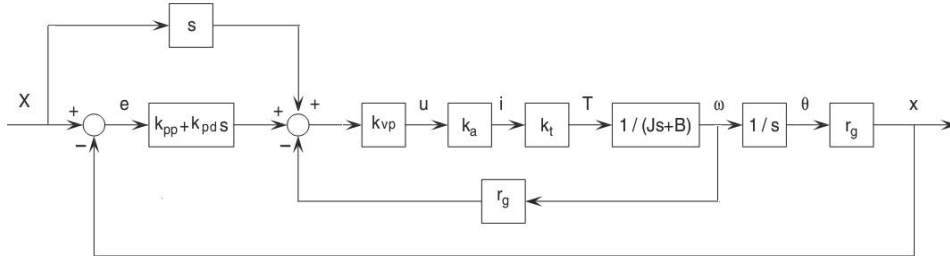 s
X
+
e
+
+
u
i
T
ω
θ
x
k_pp+k_pd s
k_vp
k_a
k_t
1 / (Js+B)
1 / s
r_g
−
−
r_g